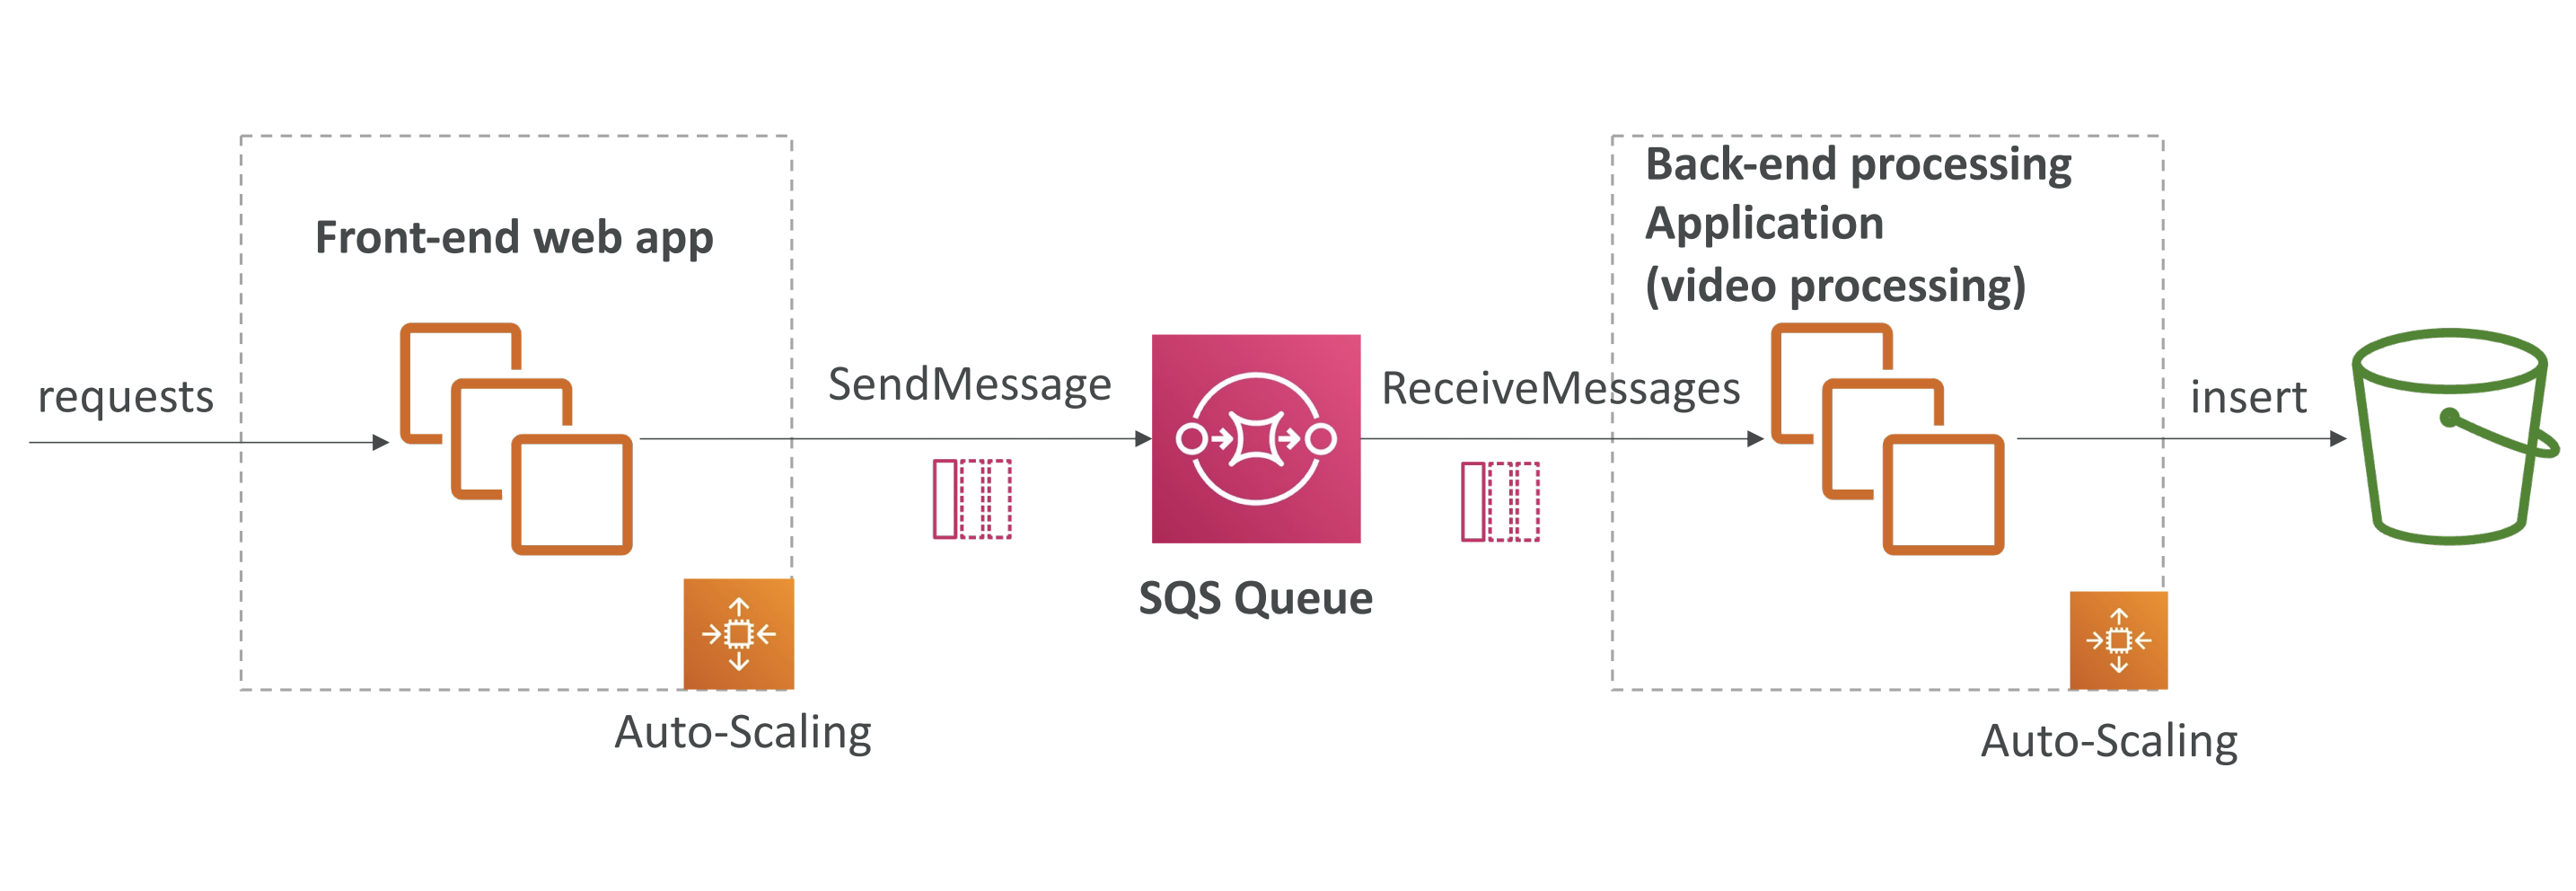 requests
Front-end web app
Auto-Scaling
SendMessage
SQS Queue
ReceiveMessages
Back-end processing
Application
(video processing)
Auto-Scaling
insert